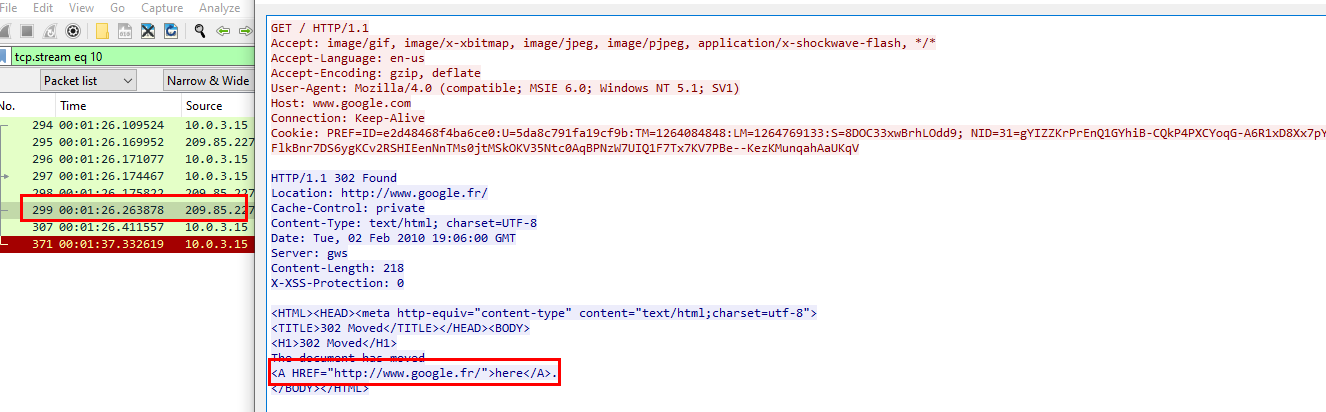 File Edit View Go Capture Analyze
tcp.stream eq 10
Packet list Narrow & Wide
No. Time Source
294 00:01:26.109524 10.0.3.15
295 00:01:26.169952 209.85.227
296 00:01:26.171077 10.0.3.15
297 00:01:26.174467 10.0.3.15
298 00:01:26.175822 209.85.227
299 00:01:26.263878 209.85.227
307 00:01:26.411557 10.0.3.15
371 00:01:37.332619 10.0.3.15
GET / HTTP/1.1
Accept: image/gif, image/x-xbitmap, image/jpeg, image/pjpeg, application/x-shockwave-flash, */*
Accept-Language: en-us
Accept-Encoding: gzip, deflate
User-Agent: Mozilla/4.0 (compatible; MSIE 6.0; Windows NT 5.1; SV1)
Host: www.google.com
Connection: Keep-Alive
Cookie: PREF=ID=e2d48468f4ba6ce0:U=5da8c791fa19cf9b:TM=1264084848:LM=1264769133:S=8DOC33xwBrhLOdd9; NID=31=gYIZZKrPrEnQ1GYhiB-CQkP4PXCYoqG-A6R1xD8Xx7pY
FlkBnr7DS6ygKCv2RSHIEenNnTMs0jtMSkOKV35Ntc0AqBPNzW7UIQ1F7Tx7KV7PBe--KezKMunqahAaUKqV
HTTP/1.1 302 Found
Location: http://www.google.fr/
Cache-Control: private
Content-Type: text/html; charset=UTF-8
Date: Tue, 02 Feb 2010 19:06:00 GMT
Server: gws
Content-Length: 218
X-XSS-Protection: 0
<HTML><HEAD><meta http-equiv="content-type" content="text/html;charset=utf-8">
<TITLE>302 Moved</TITLE></HEAD><BODY>
<H1>302 Moved</H1>
The document has moved
<A HREF="http://www.google.fr/">here</A>.
</BODY></HTML>